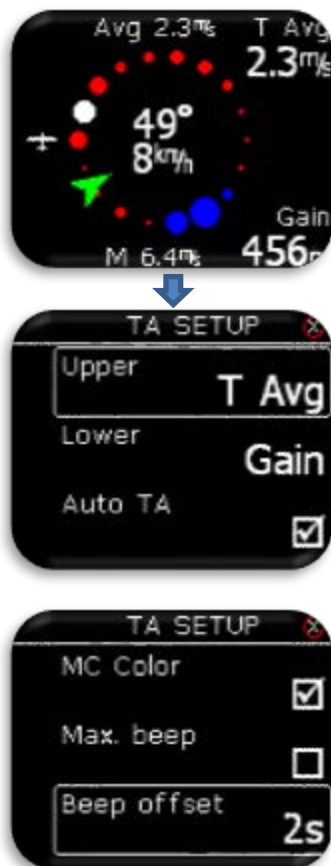 Avg 2.3m/s T Avg
2.3m/s
49°
8km/h
Gain
M 6.4m/s 456m
TA SETUP
Upper
T Avg
Lower
Gain
Auto TA
TA SETUP
MC Color
Max. beep
Beep offset
2s